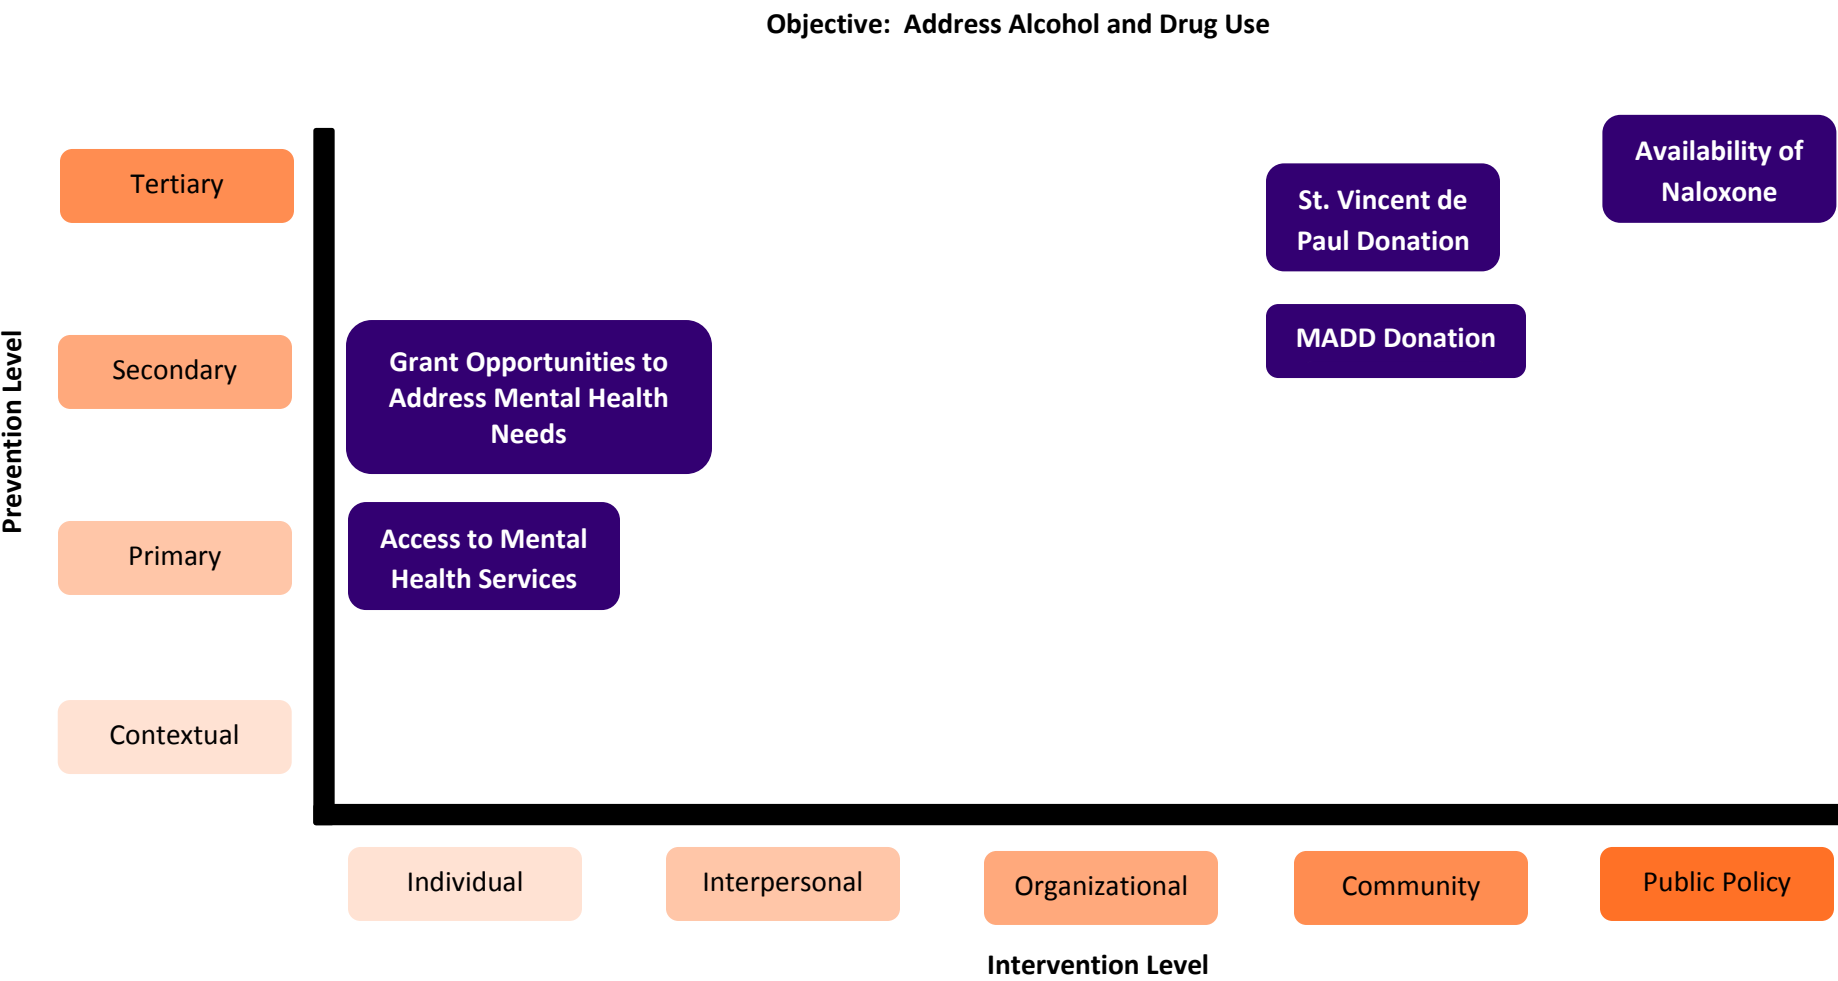 Objective:  Address Alcohol and Drug Use
Prevention Level
Tertiary
Secondary
Primary
Contextual
Availability of
Naloxone
St. Vincent de
Paul Donation
MADD Donation
Grant Opportunities to
Address Mental Health
Needs
Access to Mental
Health Services
Individual
Interpersonal
Organizational
Community
Public Policy
Intervention Level